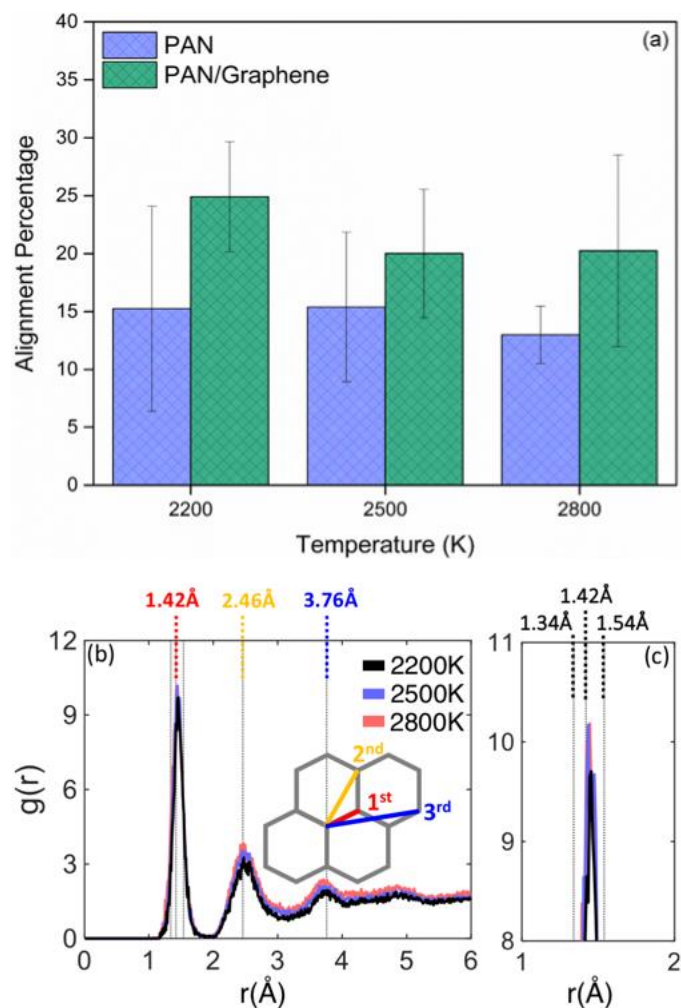 (a)
PAN
PAN/Graphene
Alignment Percentage
40
35
30
25
20
15
10
5
0
2200 2500 2800
Temperature (K)
1.42Å 2.46Å 3.76Å
(b)
12
9
6
3
0
g(r)
2200K
2500K
2800K
2nd
1st
3rd
0 1 2 3 4 5 6
r(Å)
1.42Å
1.34Å 1.54Å
(c)
11
10
9
8
1 2
r(Å)